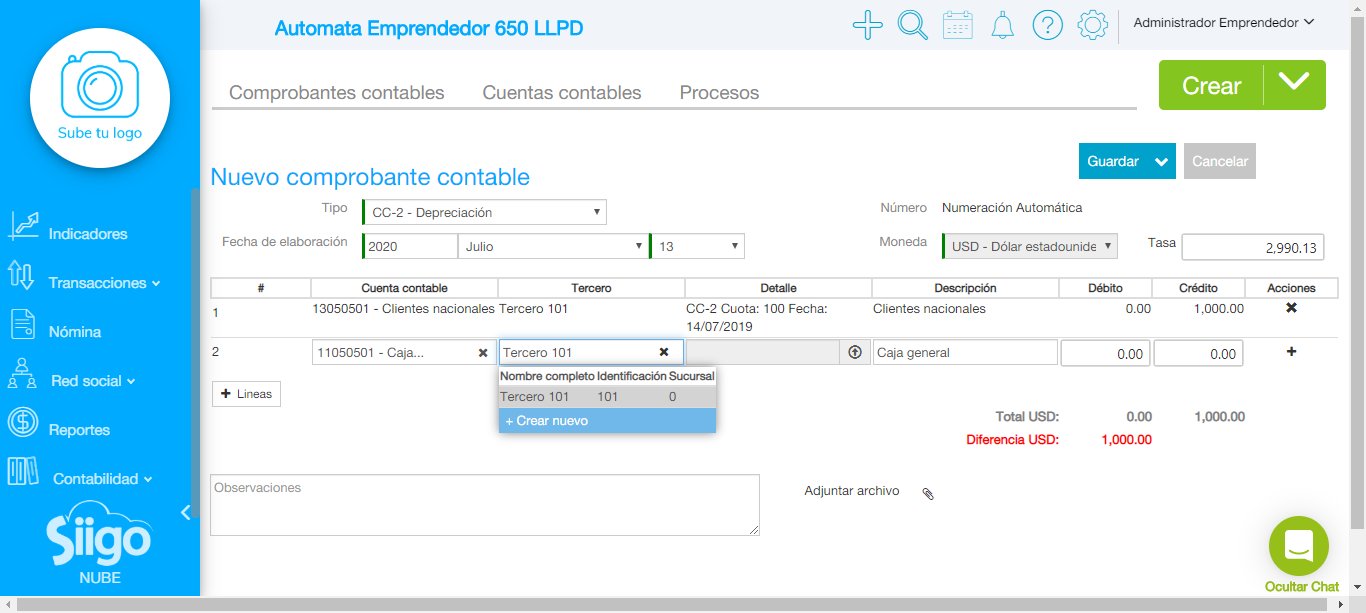 Automata Emprendedor 650 LLPD
Administrador Emprendedor
Sube tu logo
Comprobantes contables Cuentas contables Procesos
Crear
Guardar Cancelar
Nuevo comprobante contable
Tipo CC-2 - Depreciación Número Numeración Automática
Fecha de elaboración 2020 Julio 13 Moneda USD - Dólar estadounide Tasa 2,990.13
Indicadores
Transacciones
Nómina
Red social
Reportes
Contabilidad
Siigo
NUBE
# Cuenta contable Tercero Detalle Descripción Débito Crédito Acciones
1 13050501 - Clientes nacionales Tercero 101 CC-2 Cuota: 100 Fecha: Clientes nacionales 0.00 1,000.00
14/07/2019
2 11050501 - Caja... Tercero 101 Caja general 0.00 0.00
Nombre completo Identificación Sucursal
Tercero 101 101 0
+ Crear nuevo
+ Lineas
Total USD: 0.00 1,000.00
Diferencia USD: 1,000.00
Observaciones
Adjuntar archivo
Ocultar Chat